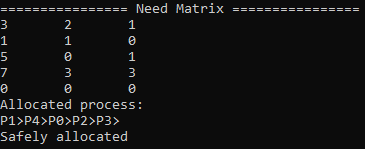 ================ Need Matrix ================
3 2 1
1 1 0
5 0 1
7 3 3
0 0 0
Allocated process:
P1>P4>P0>P2>P3>
Safely allocated